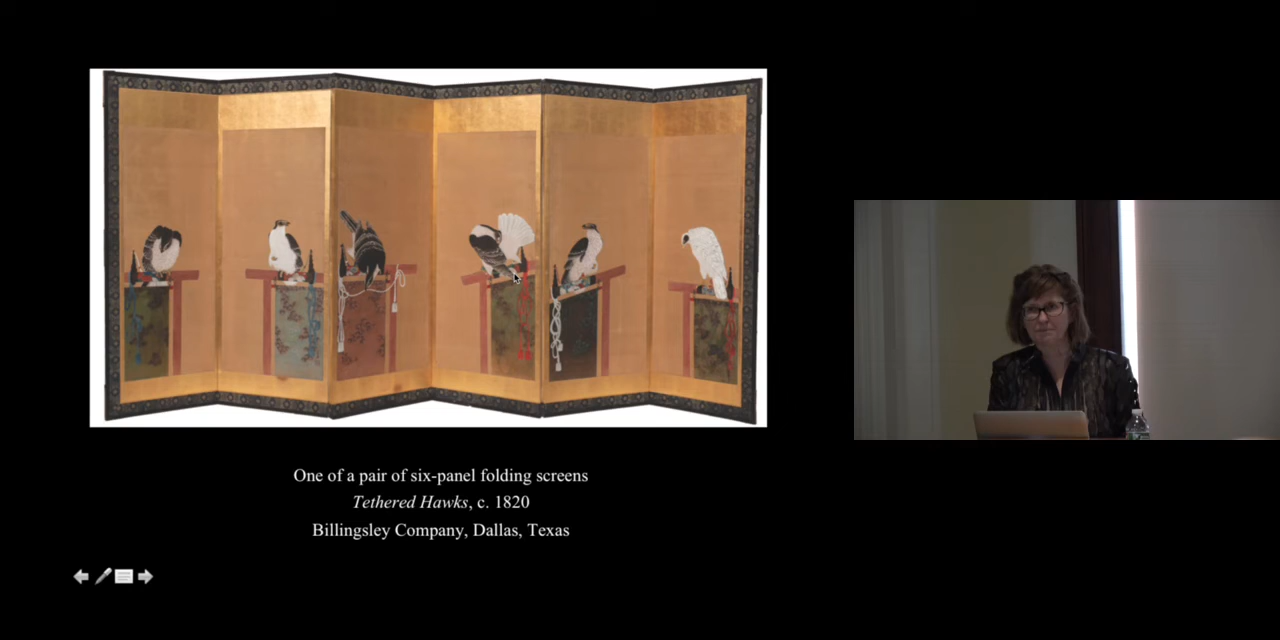 One of a pair of six-panel folding screens
Tethered Hawks, c. 1820
Billingsley Company, Dallas, Texas